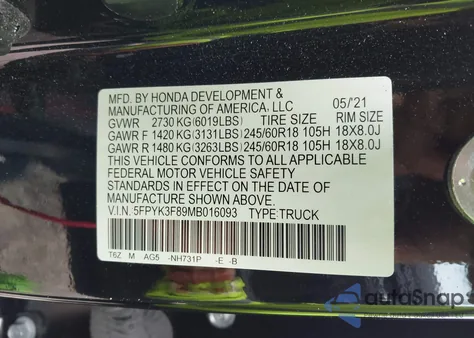 MFD. BY HONDA DEVELOPMENT &
MANUFACTURING OF AMERICA, LLC 05/'21
GVWR 2730 KG(6019LBS) TIRE SIZE RIM SIZE
GAWR F 1420 KG(3131LBS)245/60R18 105H 18X8.0J
GAWR R 1480 KG(3263LBS)245/60R18 105H 18X8.0J
THIS VEHICLE CONFORMS TO ALL APPLICABLE
FEDERAL MOTOR VEHICLE SAFETY
STANDARDS IN EFFECT ON THE DATE OF
MANUFACTURE SHOWN ABOVE.
V.I.N. 5FPYK3F89MB016093 TYPE:TRUCK
T6Z M AG5 -NH731P -E -B
autoSnap